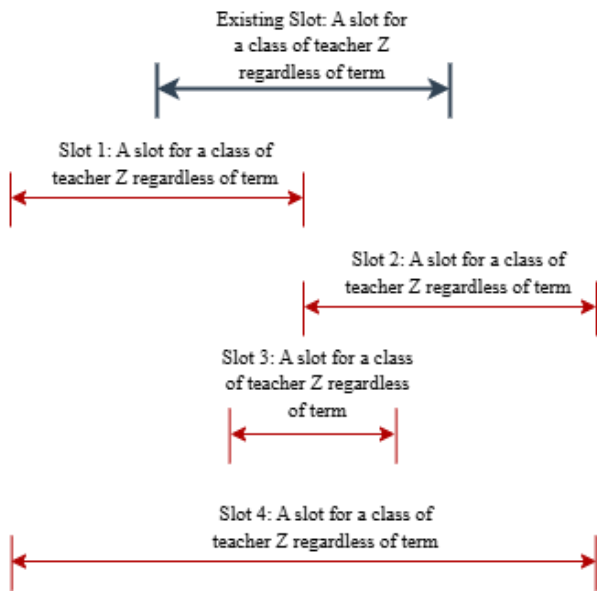 Existing Slot: A slot for
a class of teacher Z
regardless of term
Slot 1: A slot for a class of
teacher Z regardless of term
Slot 2: A slot for a class of
teacher Z regardless of term
Slot 3: A slot for a class
of teacher Z regardless
of term
Slot 4: A slot for a class of
teacher Z regardless of term